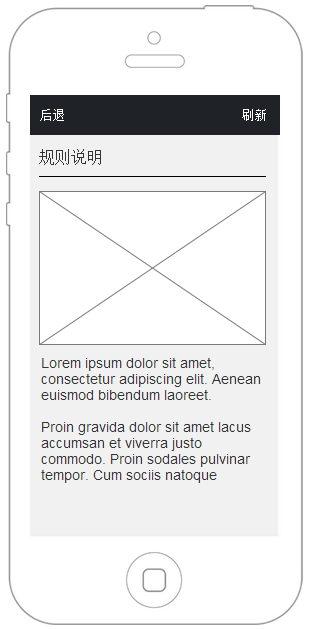 后退 刷新
规则说明
Lorem ipsum dolor sit amet,
consectetur adipiscing elit. Aenean
euismod bibendum laoreet.
Proin gravida dolor sit amet lacus
accumsan et viverra justo
commodo. Proin sodales pulvinar
tempor. Cum sociis natoque